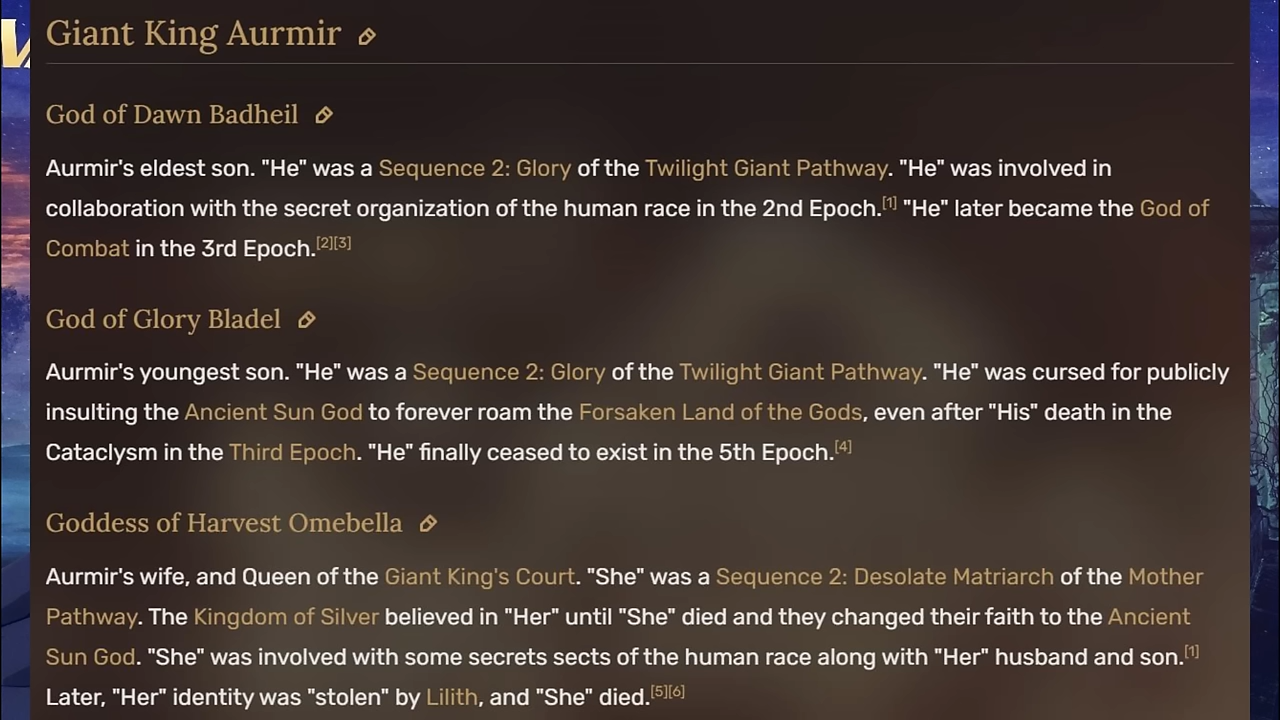 Giant King Aurmir
God of Dawn Badheil
Aurmir's eldest son. "He" was a Sequence 2: Glory of the Twilight Giant Pathway. "He" was involved in
collaboration with the secret organization of the human race in the 2nd Epoch.[1] "He" later became the God of
Combat in the 3rd Epoch.[2][3]
God of Glory Bladel
Aurmir's youngest son. "He" was a Sequence 2: Glory of the Twilight Giant Pathway. "He" was cursed for publicly
insulting the Ancient Sun God to forever roam the Forsaken Land of the Gods, even after "His" death in the
Cataclysm in the Third Epoch. "He" finally ceased to exist in the 5th Epoch.[4]
Goddess of Harvest Omebella
Aurmir's wife, and Queen of the Giant King's Court. "She" was a Sequence 2: Desolate Matriarch of the Mother
Pathway. The Kingdom of Silver believed in "Her" until "She" died and they changed their faith to the Ancient
Sun God. "She" was involved with some secrets sects of the human race along with "Her" husband and son.[1]
Later, "Her" identity was "stolen" by Lilith, and "She" died.[5][6]